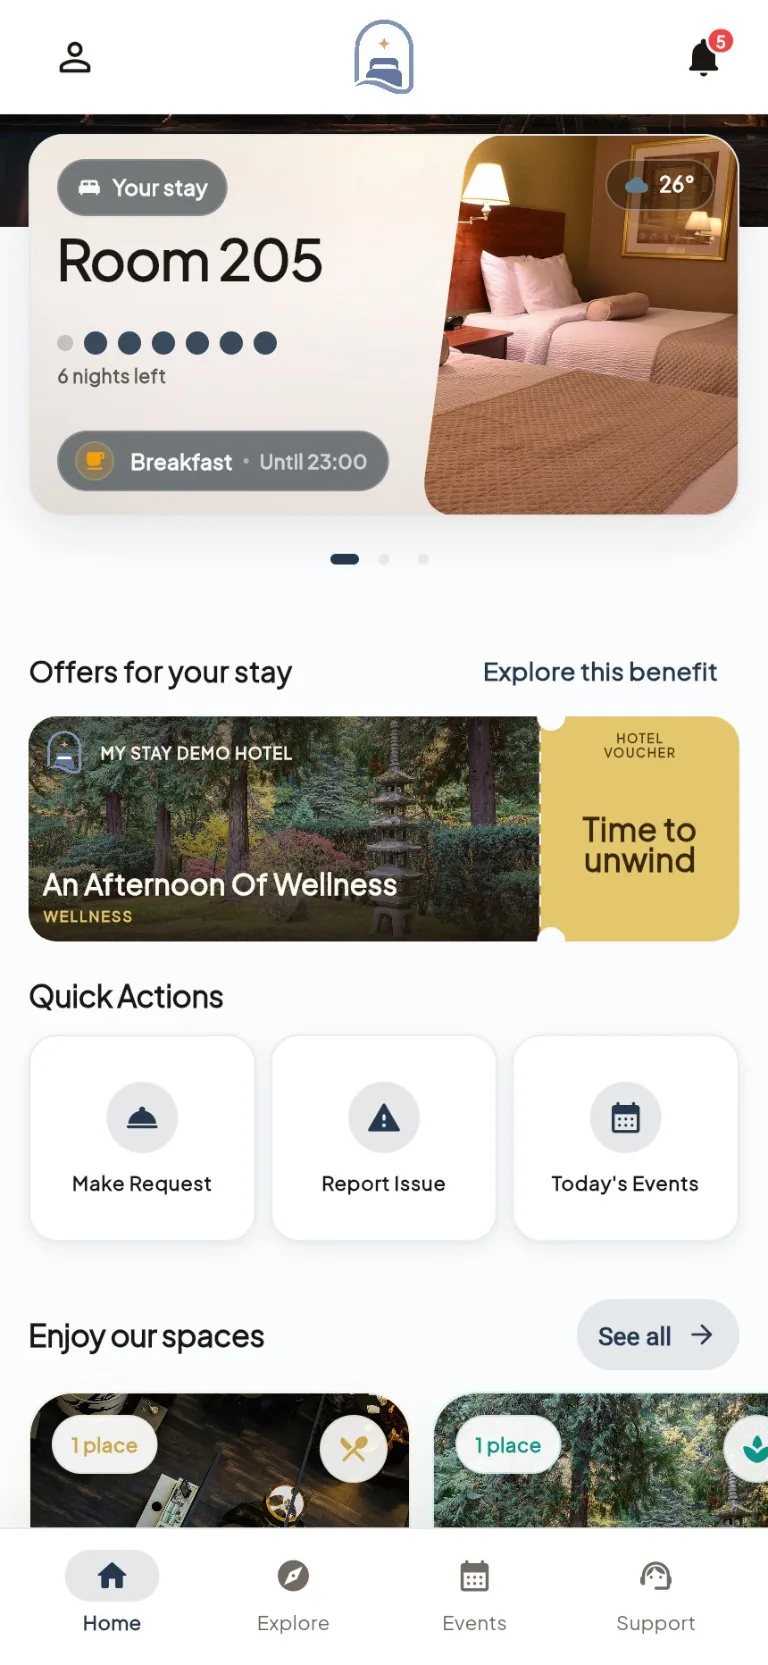 5
Your stay
26°
Room 205
6 nights left
Breakfast • Until 23:00
Offers for your stay
Explore this benefit
MY STAY DEMO HOTEL
HOTEL
VOUCHER
Time to
unwind
An Afternoon Of Wellness
WELLNESS
Quick Actions
Make Request
Report Issue
Today's Events
Enjoy our spaces
See all
1 place
1 place
Home
Explore
Events
Support